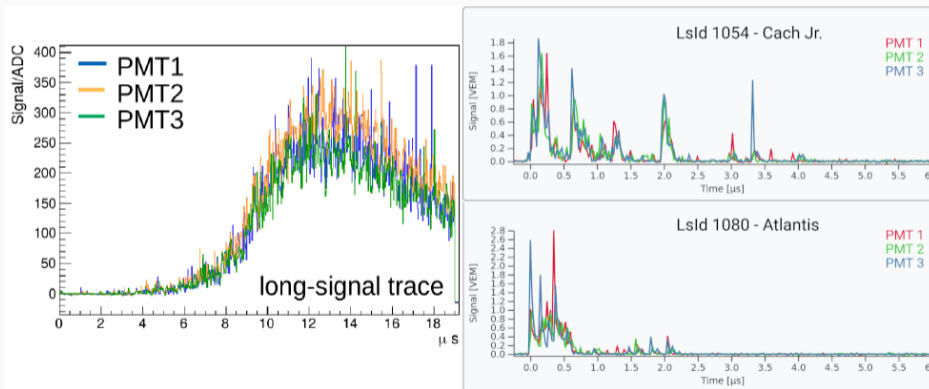 Signal/ADC
400
350
300
250
200
150
100
50
0
PMT1
PMT2
PMT3
long-signal trace
0 2 4 6 8 10 12 14 16 18
μ s
LsId 1054 - Cach Jr.
PMT 1
PMT 2
PMT 3
Signal [VEM]
1.8
1.6
1.4
1.2
1.0
0.8
0.6
0.4
0.2
0.0
0.0 0.5 1.0 1.5 2.0 2.5 3.0 3.5 4.0 4.5 5.0 5.5
Time [μs]
LsId 1080 - Atlantis
PMT 1
PMT 2
PMT 3
Signal [VEM]
2.8
2.6
2.4
2.2
2.0
1.8
1.6
1.4
1.2
1.0
0.8
0.6
0.4
0.2
0.0
0.0 0.5 1.0 1.5 2.0 2.5 3.0 3.5 4.0 4.5 5.0 5.5
Time [μs]